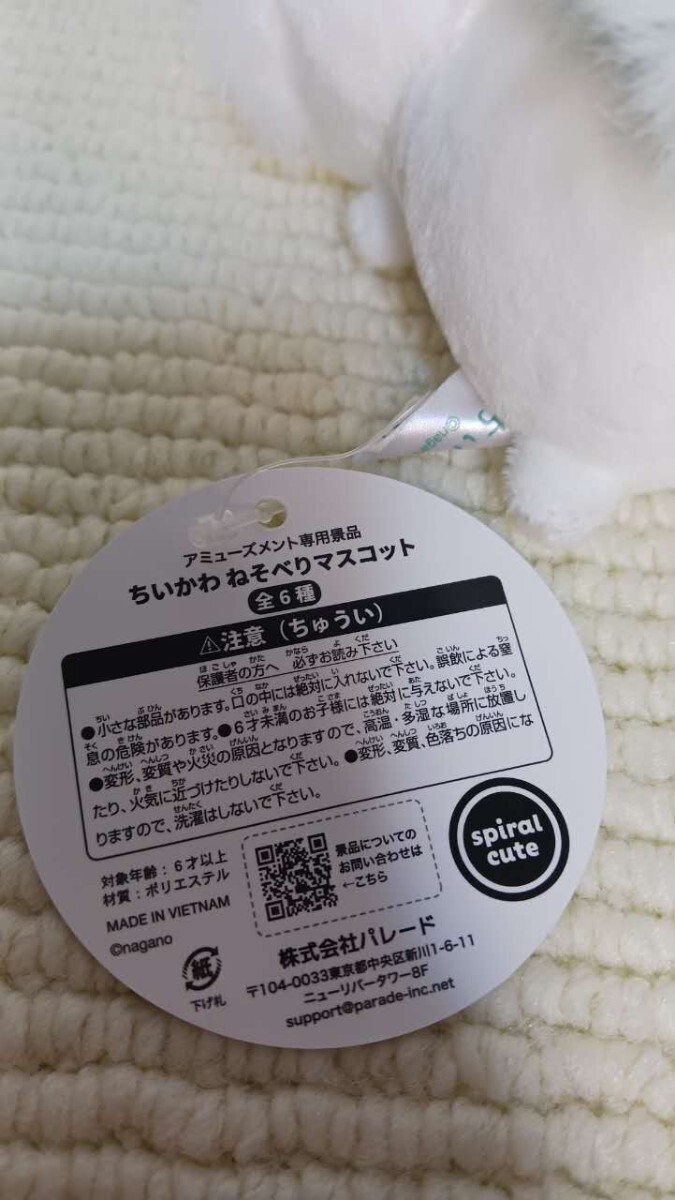 アミューズメント専用景品
ちいかわ ねそべりマスコット
全6種
⚠注意(ちゅうい)
保護者の方へ 必ずお読み下さい
●小さな部品があります。口の中には絶対に入れないで下さい。誤飲による窒
息の危険があります。●6才未満のお子様には絶対に与えないで下さい。
●変形、変質や火災の原因となりますので、高温・多湿な場所に放置し
たり、火気に近づけたりしないで下さい。●変形、変質、色落ちの原因にな
りますので、洗濯はしないで下さい。
対象年齢:6才以上
材質:ポリエステル
MADE IN VIETNAM
©nagano
景品についての
お問い合わせは
←こちら
spiral
cute
紙
下げ札
株式会社パレード
〒104-0033東京都中央区新川1-6-11
ニューリバータワー8F
support@parade-inc.net